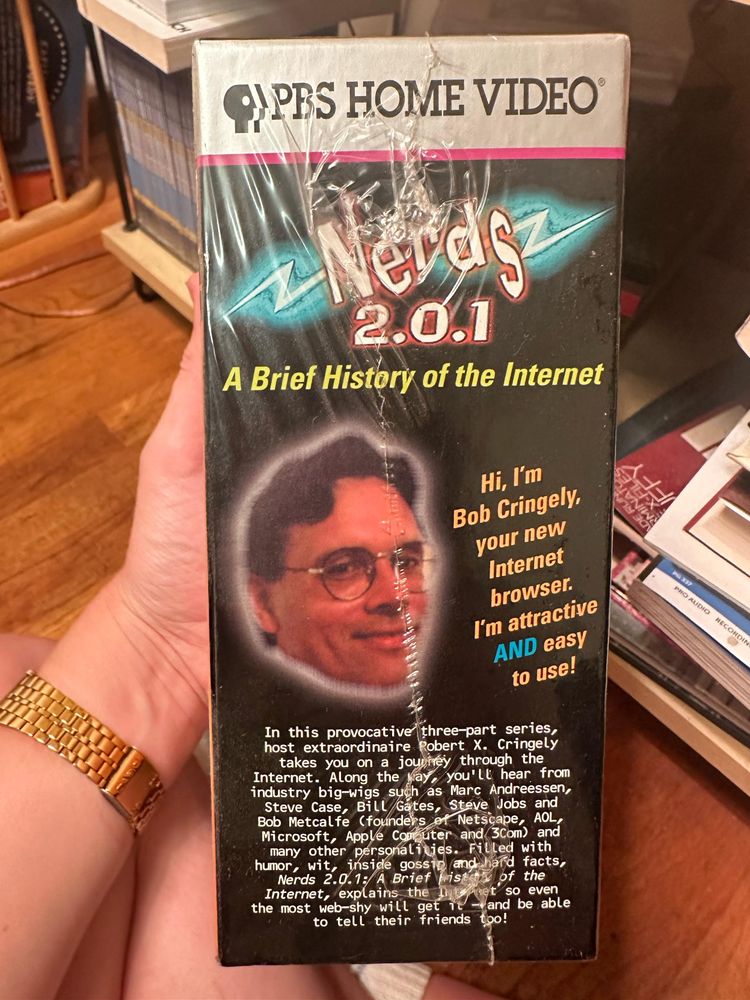 PBS HOME VIDEO®
Nerds
2.0.1
A Brief History of the Internet
Hi, I'm
Bob Cringely,
your new
Internet
browser.
I'm attractive
AND easy
to use!
In this provocative three-part series,
host extraordinaire Robert X. Cringely
takes you on a journey through the
Internet. Along the way, you'll hear from
industry big-wigs such as Marc Andreessen,
Steve Case, Bill Gates, Steve Jobs and
Bob Metcalfe (founders of Netscape, AOL,
Microsoft, Apple Computer and 3Com) and
many other personalities. Filled with
humor, wit, inside gossip and hard facts,
Nerds 2.0.1: A Brief History of the
Internet, explains the Internet so even
the most web-shy will get it - and be able
to tell their friends too!
PRO AUDIO